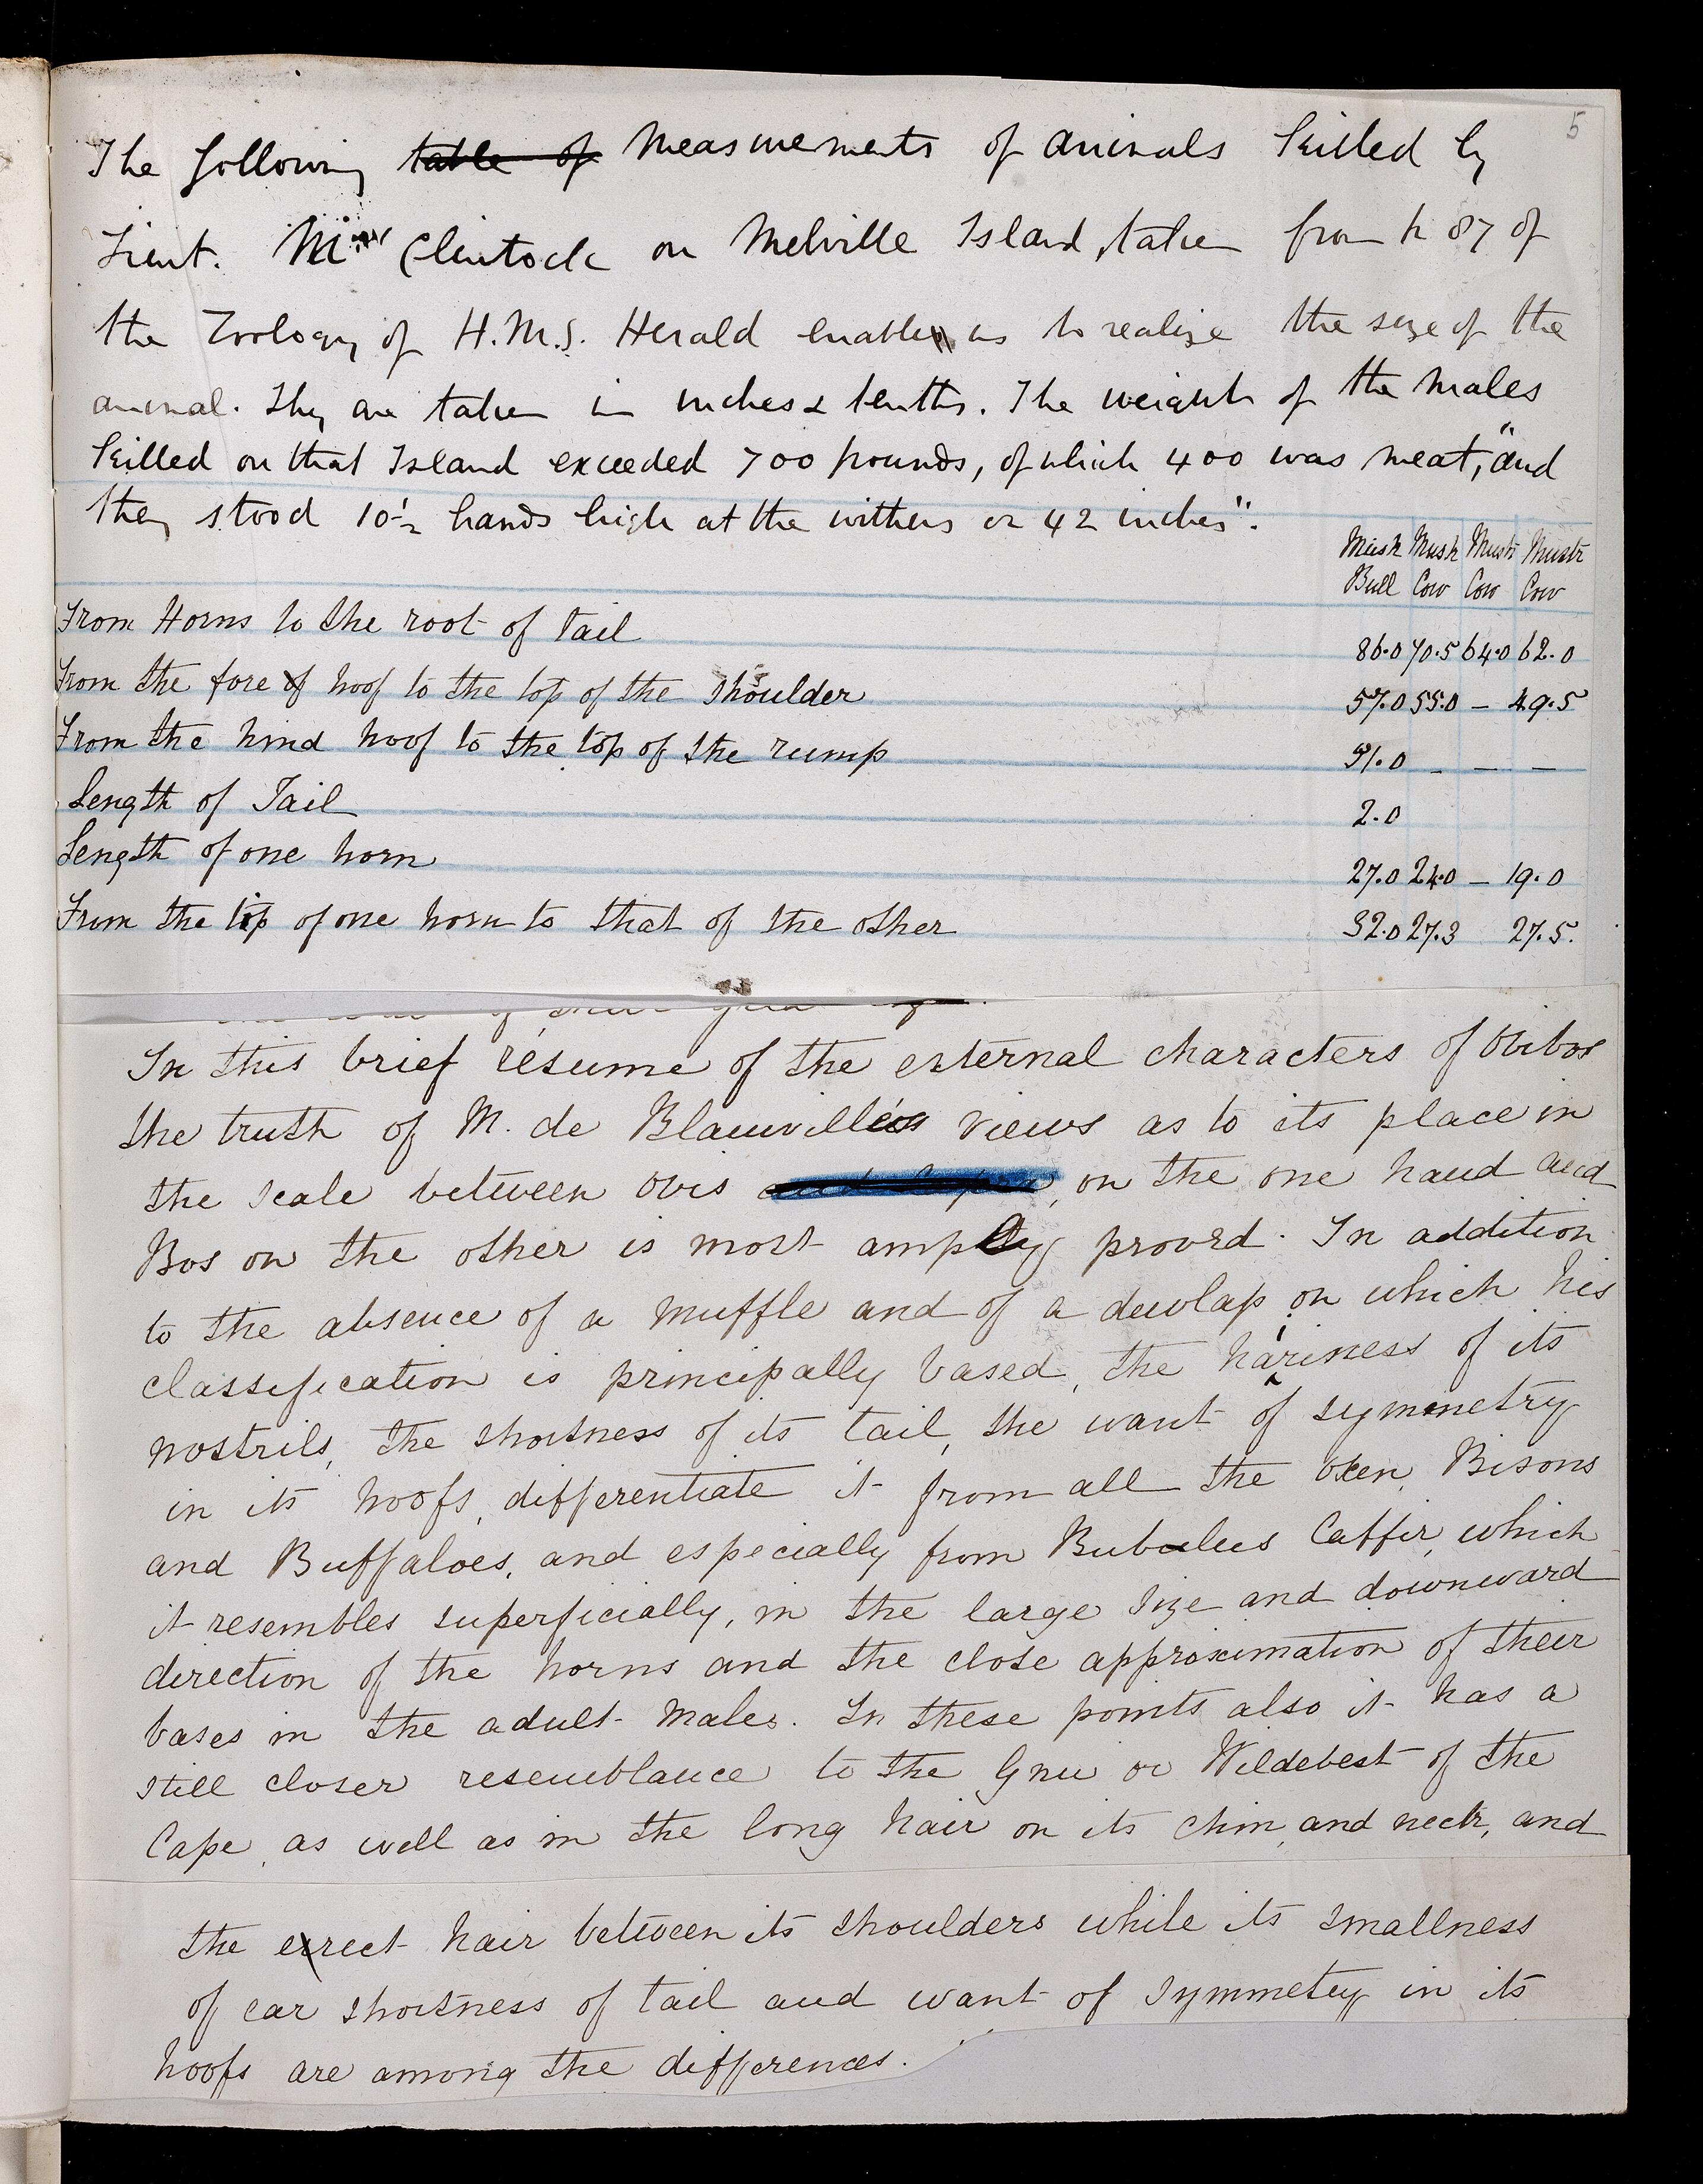 5
The following table of Measurements of animals killed by
Lieut. Mc Clintock on Melville Island, taken from p 87 of
the Zoology of H.M.S. Herald enable us to realize the size of the
animal. They are taken in inches & tenths. The weight of the Males
killed on that Island exceeded 700 pounds, of which 400 was meat, "and
they stood 10½ hands high at the withers or 42 inches".
Musk Musk Musk Musk
Bull Cow Cow Cow
From Horns to the root of Tail 86.0 70.5 64.0 62.0
From the fore of hoof to the top of the shoulder 57.0 55.0 — 49.5
From the hind hoof to the top of the rump 51.0 — — —
Length of Tail 2.0
Length of one horn 27.0 24.0 — 19.0
From the tip of one horn to that of the other 32.0 27.3 27.5.
In this brief résumé of the external characters of Ovibos
the truth of M. de Blainville's views as to its place in
the scale between Ovis on the one hand and
Bos on the other is most amply proved. In addition
to the absence of a muffle and of a dewlap on which his
classification is principally based, the hairiness of its
nostrils, the shortness of its tail, the want of symmetry
in its hoofs, differentiate it from all the Oxen, Bisons
and Buffaloes, and especially from Bubalus Caffir, which
it resembles superficially, in the large size and downward
direction of the horns and the close approximation of their
bases in the adult Males. In these points also it has a
still closer resemblance to the Gnu or Wildebest of the
Cape, as well as in the long hair on its chin, and neck, and
the erect hair between its shoulders while its smallness
of ear shortness of tail and want of symmetry in its
hoofs are among the differences.